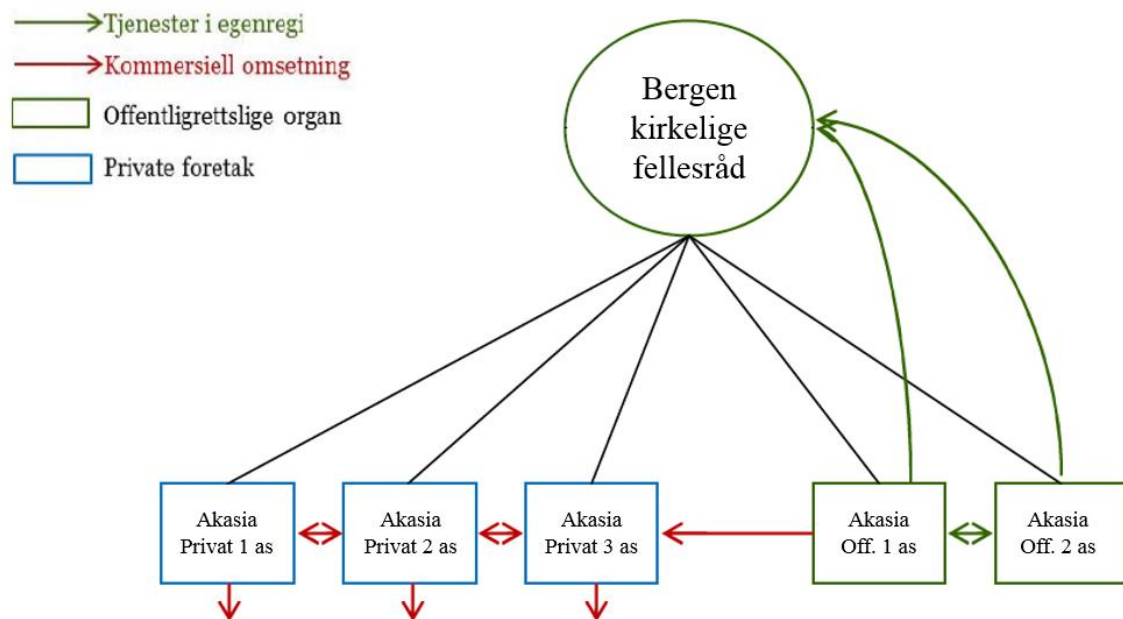 Tjenester i egenregi
Kommersiell omsetning
Offentligrettslige organ
Private foretak
Bergen
kirkelige
fellesråd
Akasia
Privat 1 as
Akasia
Privat 2 as
Akasia
Privat 3 as
Akasia
Off. 1 as
Akasia
Off. 2 as